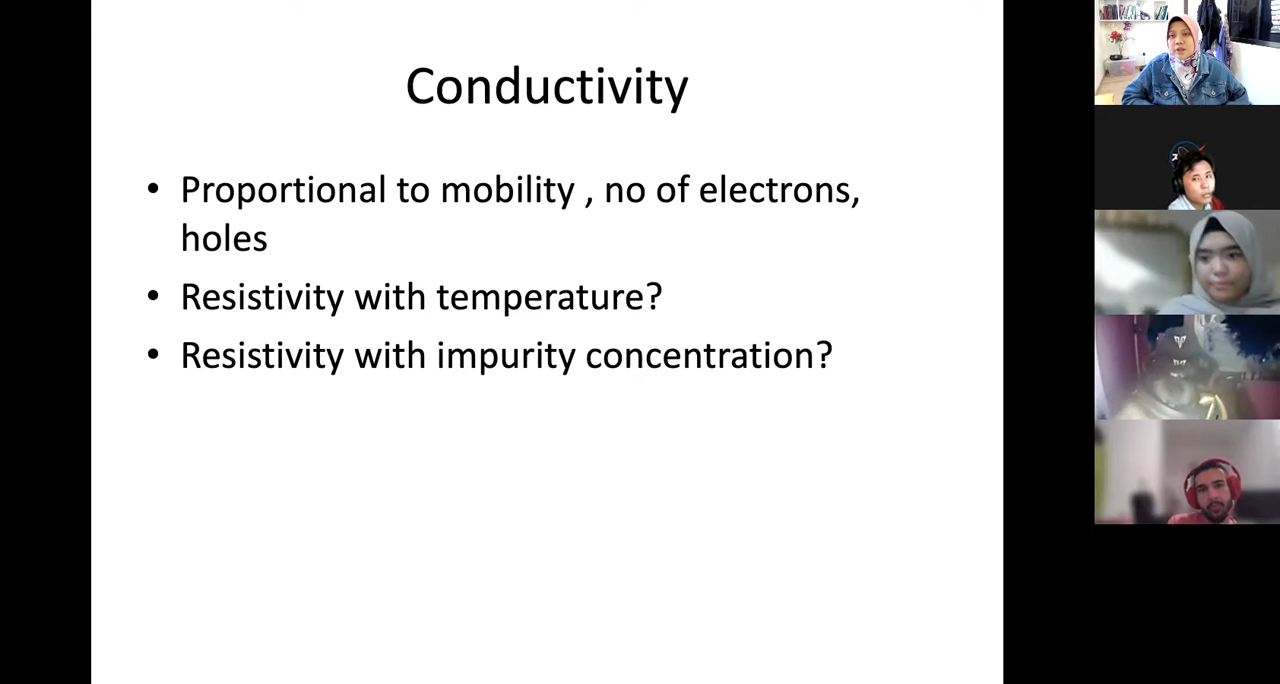 Conductivity
• Proportional to mobility , no of electrons,
holes
• Resistivity with temperature?
• Resistivity with impurity concentration?